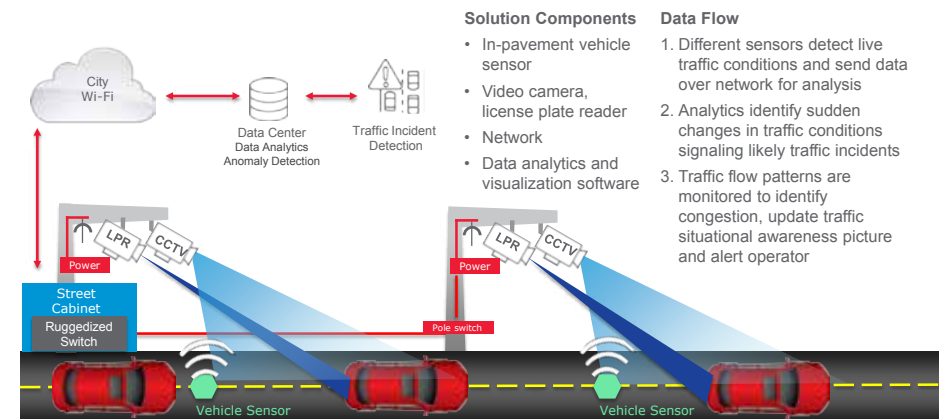 Solution Components
• In-pavement vehicle
sensor
• Video camera,
license plate reader
• Network
• Data analytics and
visualization software
Data Flow
1. Different sensors detect live
traffic conditions and send data
over network for analysis
2. Analytics identify sudden
changes in traffic conditions
signaling likely traffic incidents
3. Traffic flow patterns are
monitored to identify
congestion, update traffic
situational awareness picture
and alert operator
City
Wi-Fi
Data Center
Data Analytics
Anomaly Detection
Traffic Incident
Detection
LPR
CCTV
Power
LPR
CCTV
Power
Street
Cabinet
Ruggedized
Switch
Pole switch
Vehicle Sensor
Vehicle Sensor